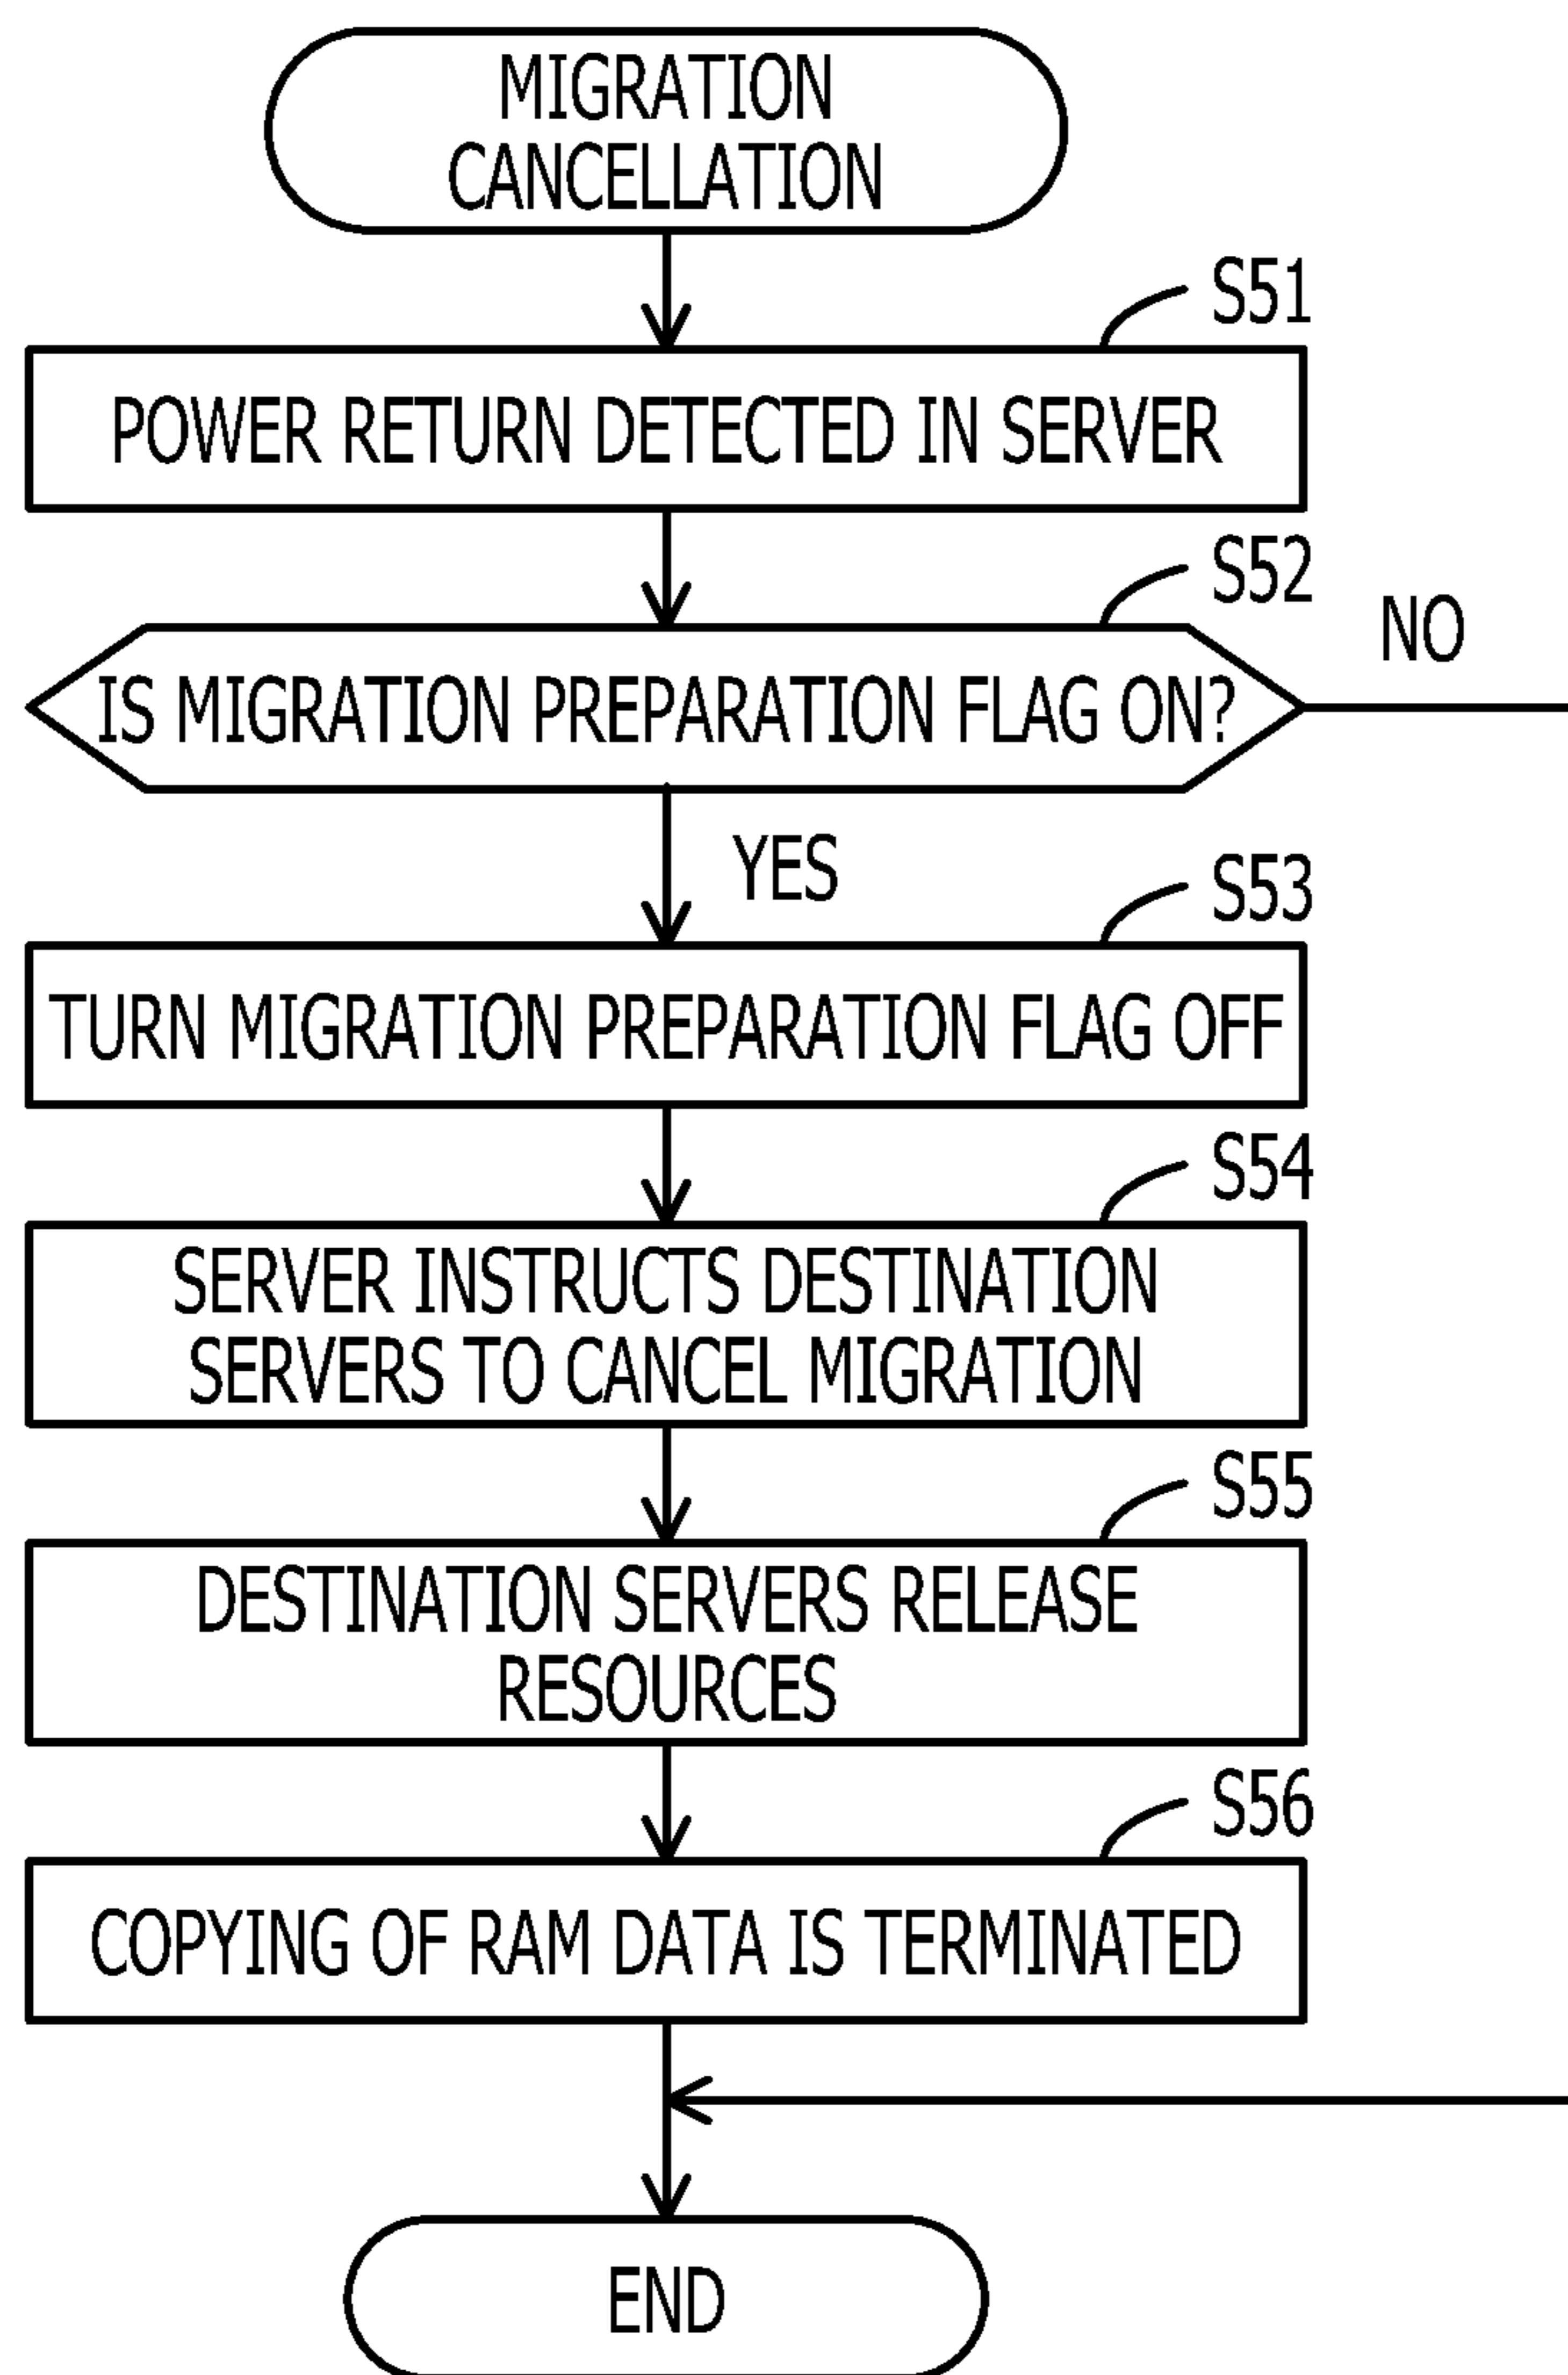 MIGRATION
CANCELLATION
S51
POWER RETURN DETECTED IN SERVER
S52
NO
IS MIGRATION PREPARATION FLAG ON?
YES
S53
TURN MIGRATION PREPARATION FLAG OFF
S54
SERVER INSTRUCTS DESTINATION
SERVERS TO CANCEL MIGRATION
S55
DESTINATION SERVERS RELEASE
RESOURCES
S56
COPYING OF RAM DATA IS TERMINATED
END